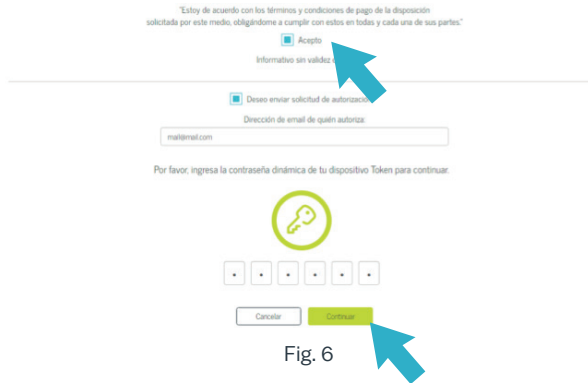 "Estoy de acuerdo con los términos y condiciones de pago de la disposición
solicitada por este medio, obligándome a cumplir con estos en todas y cada una de sus partes."
Acepto
Informativo sin validez
Deseo enviar solicitud de autorización
Dirección de email de quién autoriza:
mail@mail.com
Por favor, ingresa la contraseña dinámica de tu dispositivo Token para continuar.
Cancelar
Continuar
Fig. 6